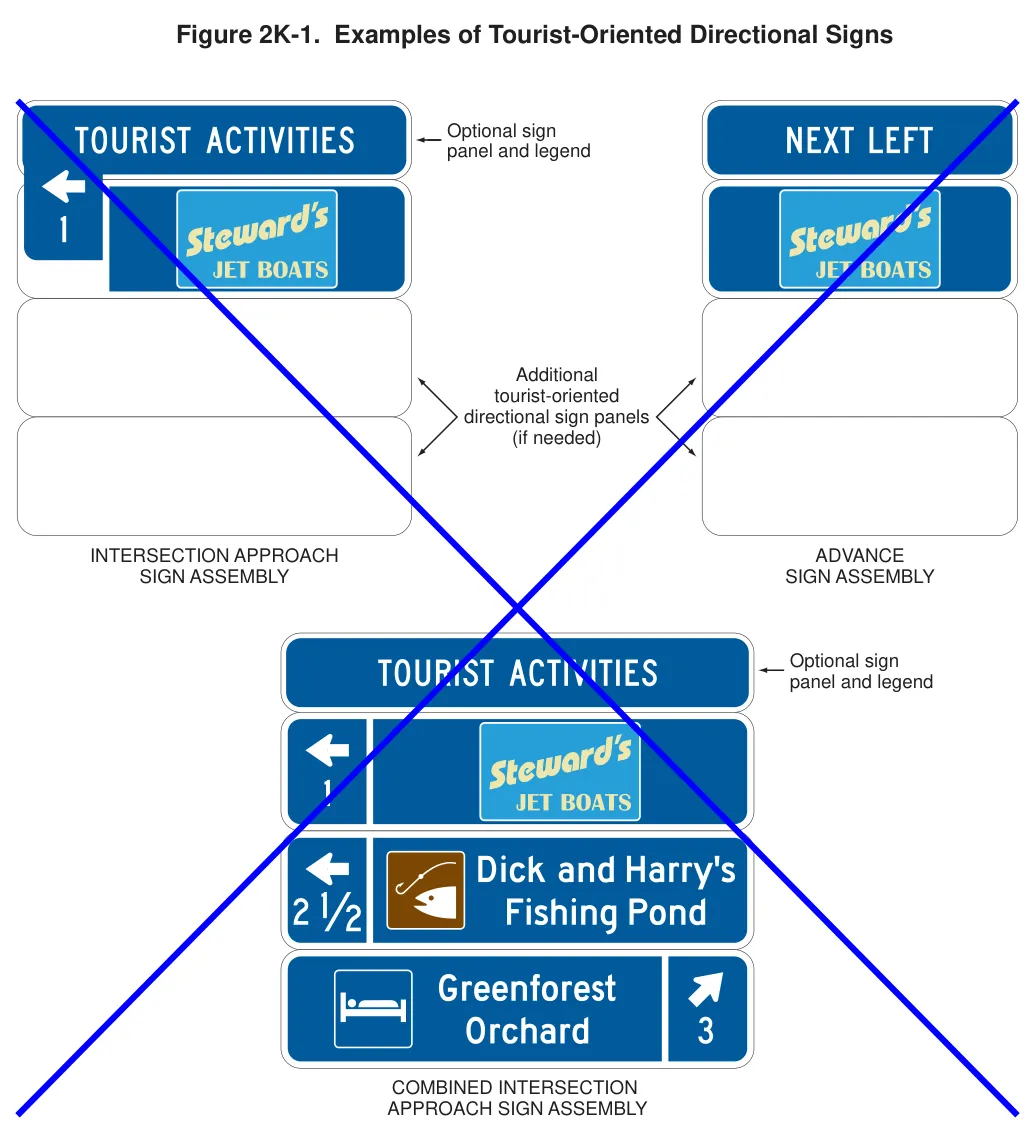 Figure 2K-1. Examples of Tourist-Oriented Directional Signs
TOURIST ACTIVITIES
Optional sign
panel and legend
1
Steward's
JET BOATS
NEXT LEFT
Steward's
JET BOATS
Additional
tourist-oriented
directional sign panels
(if needed)
INTERSECTION APPROACH
SIGN ASSEMBLY
ADVANCE
SIGN ASSEMBLY
TOURIST ACTIVITIES
Optional sign
panel and legend
1
Steward's
JET BOATS
2 1/2
Dick and Harry's
Fishing Pond
Greenforest
Orchard
3
COMBINED INTERSECTION
APPROACH SIGN ASSEMBLY